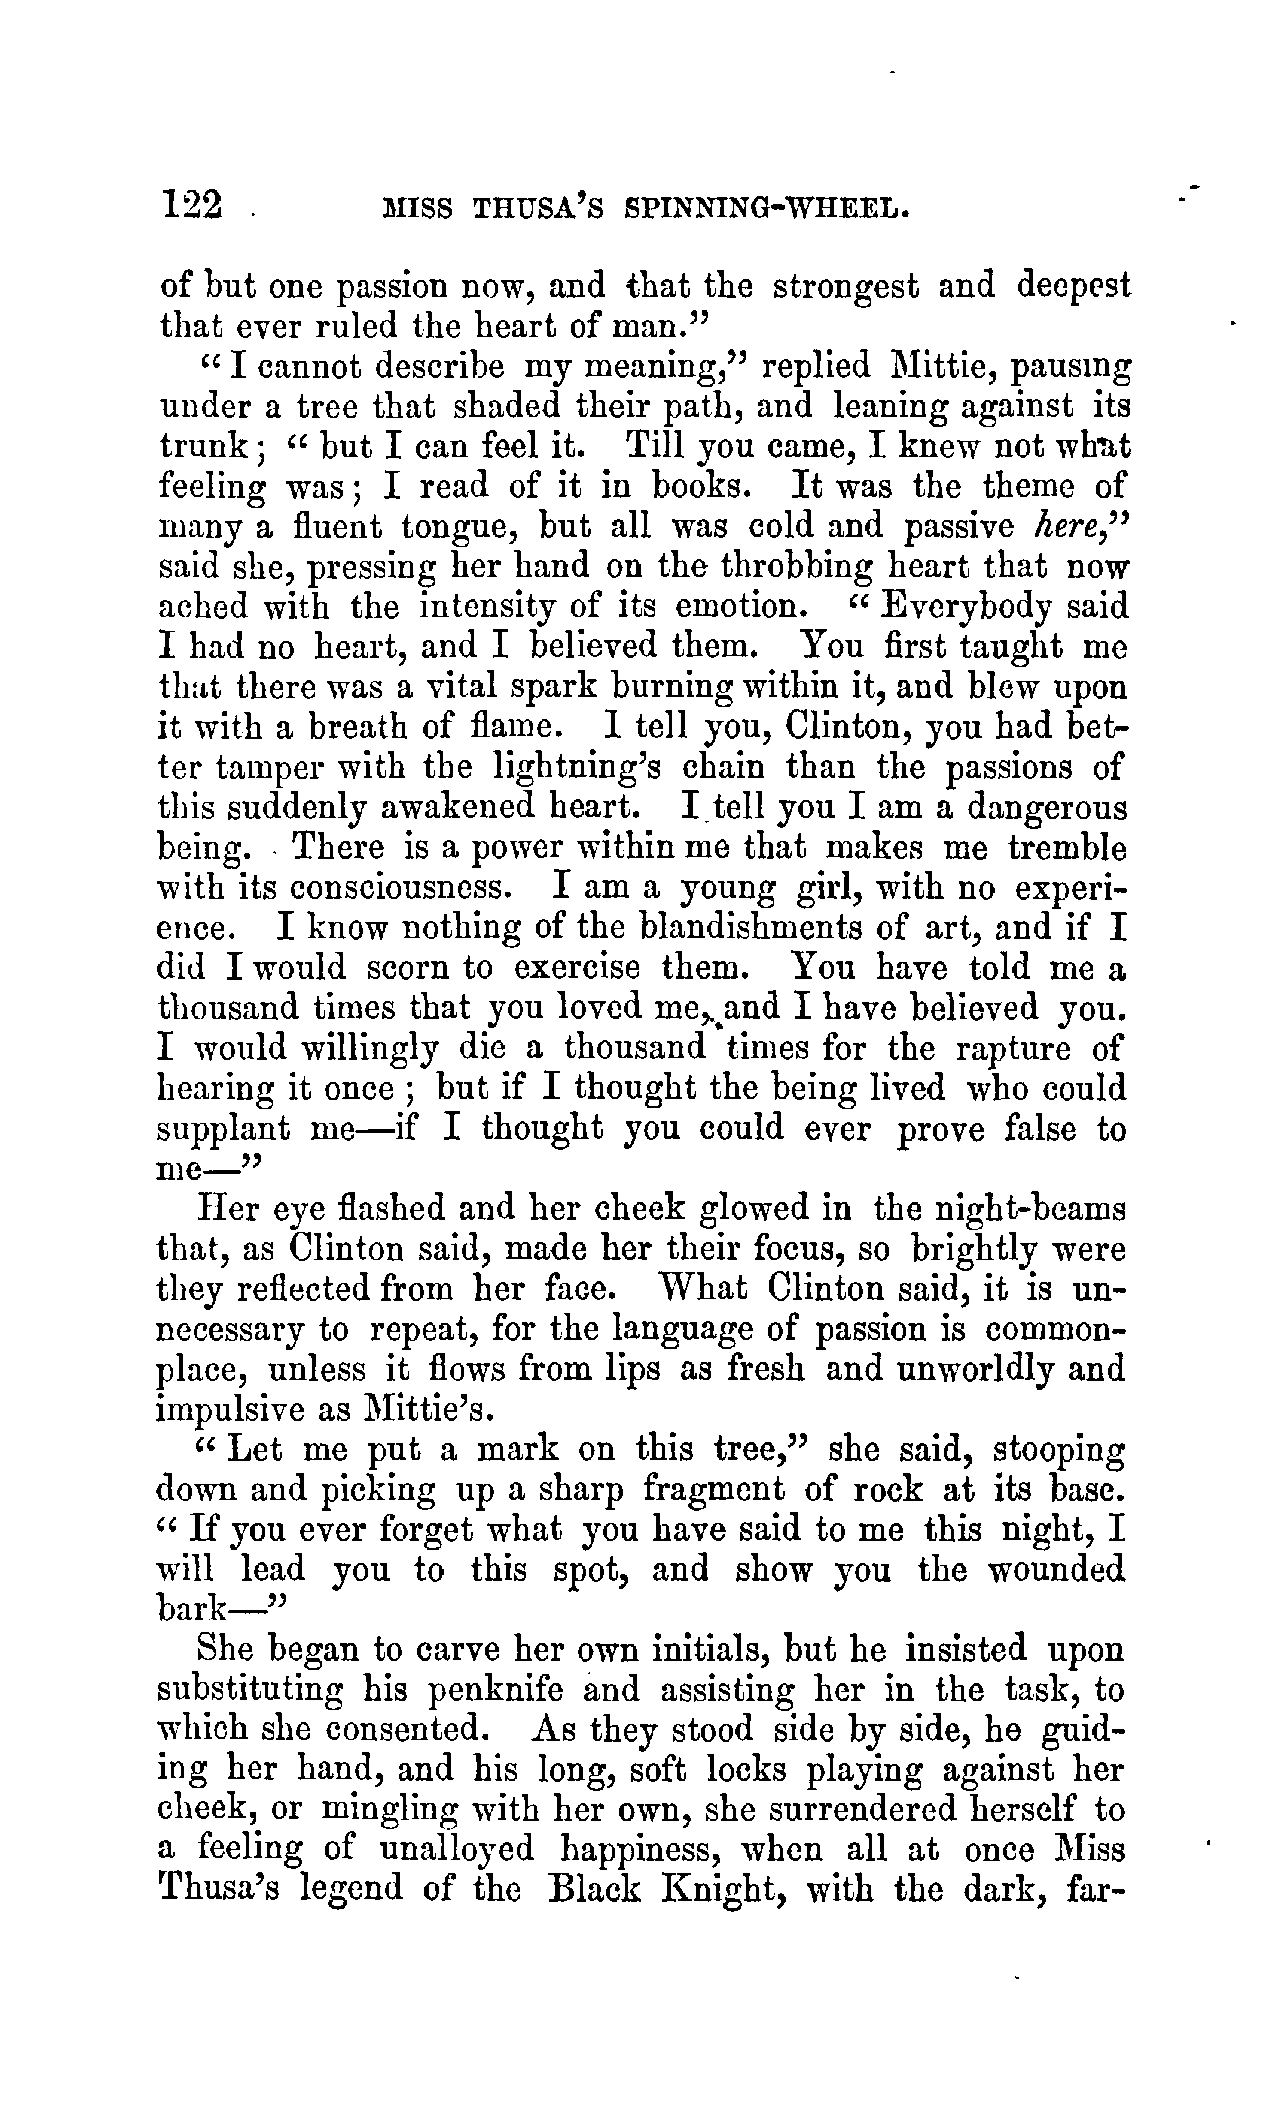 122 MISS THUSA'S SPINNING-WHEEL.
of but one passion now, and that the strongest and deepest
that ever ruled the heart of man."
"I cannot describe my meaning," replied Mittie, pausing
under a tree that shaded their path, and leaning against its
trunk; "but I can feel it. Till you came, I knew not what
feeling was; I read of it in books. It was the theme of
many a fluent tongue, but all was cold and passive here,"
said she, pressing her hand on the throbbing heart that now
ached with the intensity of its emotion. "Everybody said
I had no heart, and I believed them. You first taught me
that there was a vital spark burning within it, and blew upon
it with a breath of flame. I tell you, Clinton, you had bet-
ter tamper with the lightning's chain than the passions of
this suddenly awakened heart. I tell you I am a dangerous
being. There is a power within me that makes me tremble
with its consciousness. I am a young girl, with no experi-
ence. I know nothing of the blandishments of art, and if I
did I would scorn to exercise them. You have told me a
thousand times that you loved me, and I have believed you.
I would willingly die a thousand times for the rapture of
hearing it once; but if I thought the being lived who could
supplant me—if I thought you could ever prove false to
me—"
Her eye flashed and her cheek glowed in the night-beams
that, as Clinton said, made her their focus, so brightly were
they reflected from her face. What Clinton said, it is un-
necessary to repeat, for the language of passion is common-
place, unless it flows from lips as fresh and unworldly and
impulsive as Mittie's.
"Let me put a mark on this tree," she said, stooping
down and picking up a sharp fragment of rock at its base.
"If you ever forget what you have said to me this night, I
will lead you to this spot, and show you the wounded
bark—"
She began to carve her own initials, but he insisted upon
substituting his penknife and assisting her in the task, to
which she consented. As they stood side by side, he guid-
ing her hand, and his long, soft locks playing against her
cheek, or mingling with her own, she surrendered herself to
a feeling of unalloyed happiness, when all at once Miss
Thusa's legend of the Black Knight, with the dark, far-